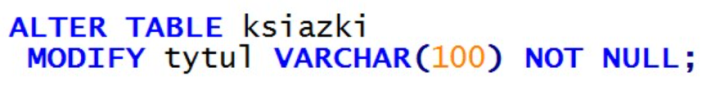 ALTER TABLE ksiazki
MODIFY tytul VARCHAR(100) NOT NULL;